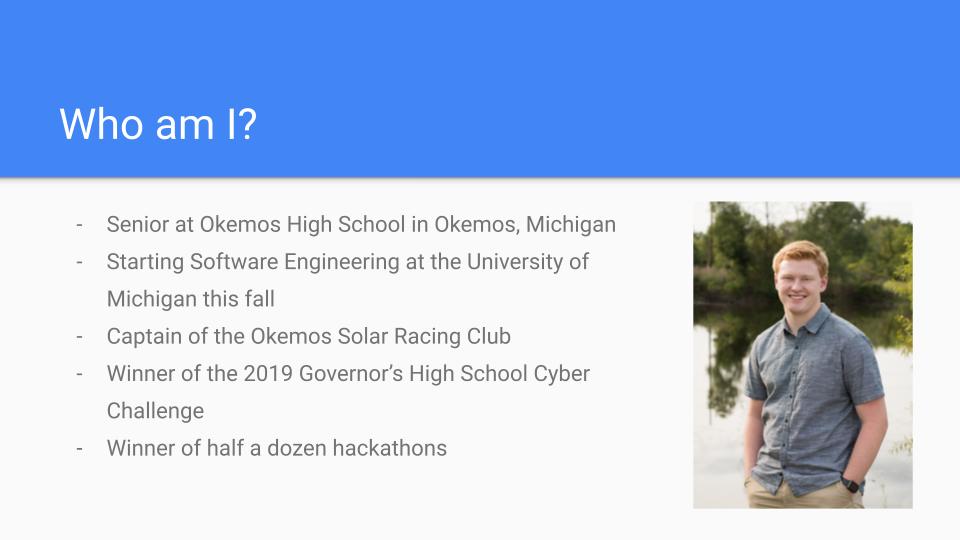 Who am I?
- Senior at Okemos High School in Okemos, Michigan
- Starting Software Engineering at the University of
Michigan this fall
- Captain of the Okemos Solar Racing Club
- Winner of the 2019 Governor’s High School Cyber
Challenge
- Winner of half a dozen hackathons